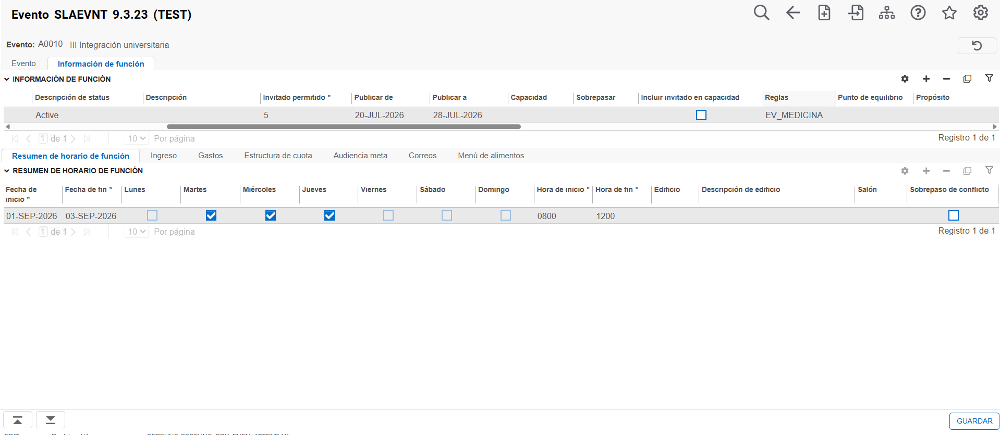 Evento SLAEVNT 9.3.23 (TEST)
Evento: A0010 III Integración universitaria
Evento Información de función
INFORMACIÓN DE FUNCIÓN
Descripción de status Descripción Invitado permitido * Publicar de Publicar a Capacidad Sobrepasar Incluir invitado en capacidad Reglas Punto de equilibrio Propósito
Active 5 20-JUL-2026 28-JUL-2026 EV_MEDICINA
1 de 1 10 Por página Registro 1 de 1
Resumen de horario de función Ingreso Gastos Estructura de cuota Audiencia meta Correos Menú de alimentos
RESUMEN DE HORARIO DE FUNCIÓN
Fecha de inicio * Fecha de fin * Lunes Martes Miércoles Jueves Viernes Sábado Domingo Hora de inicio * Hora de fin * Edificio Descripción de edificio Salón Sobrepaso de conflicto
01-SEP-2026 03-SEP-2026 0800 1200
1 de 1 10 Por página Registro 1 de 1
GUARDAR